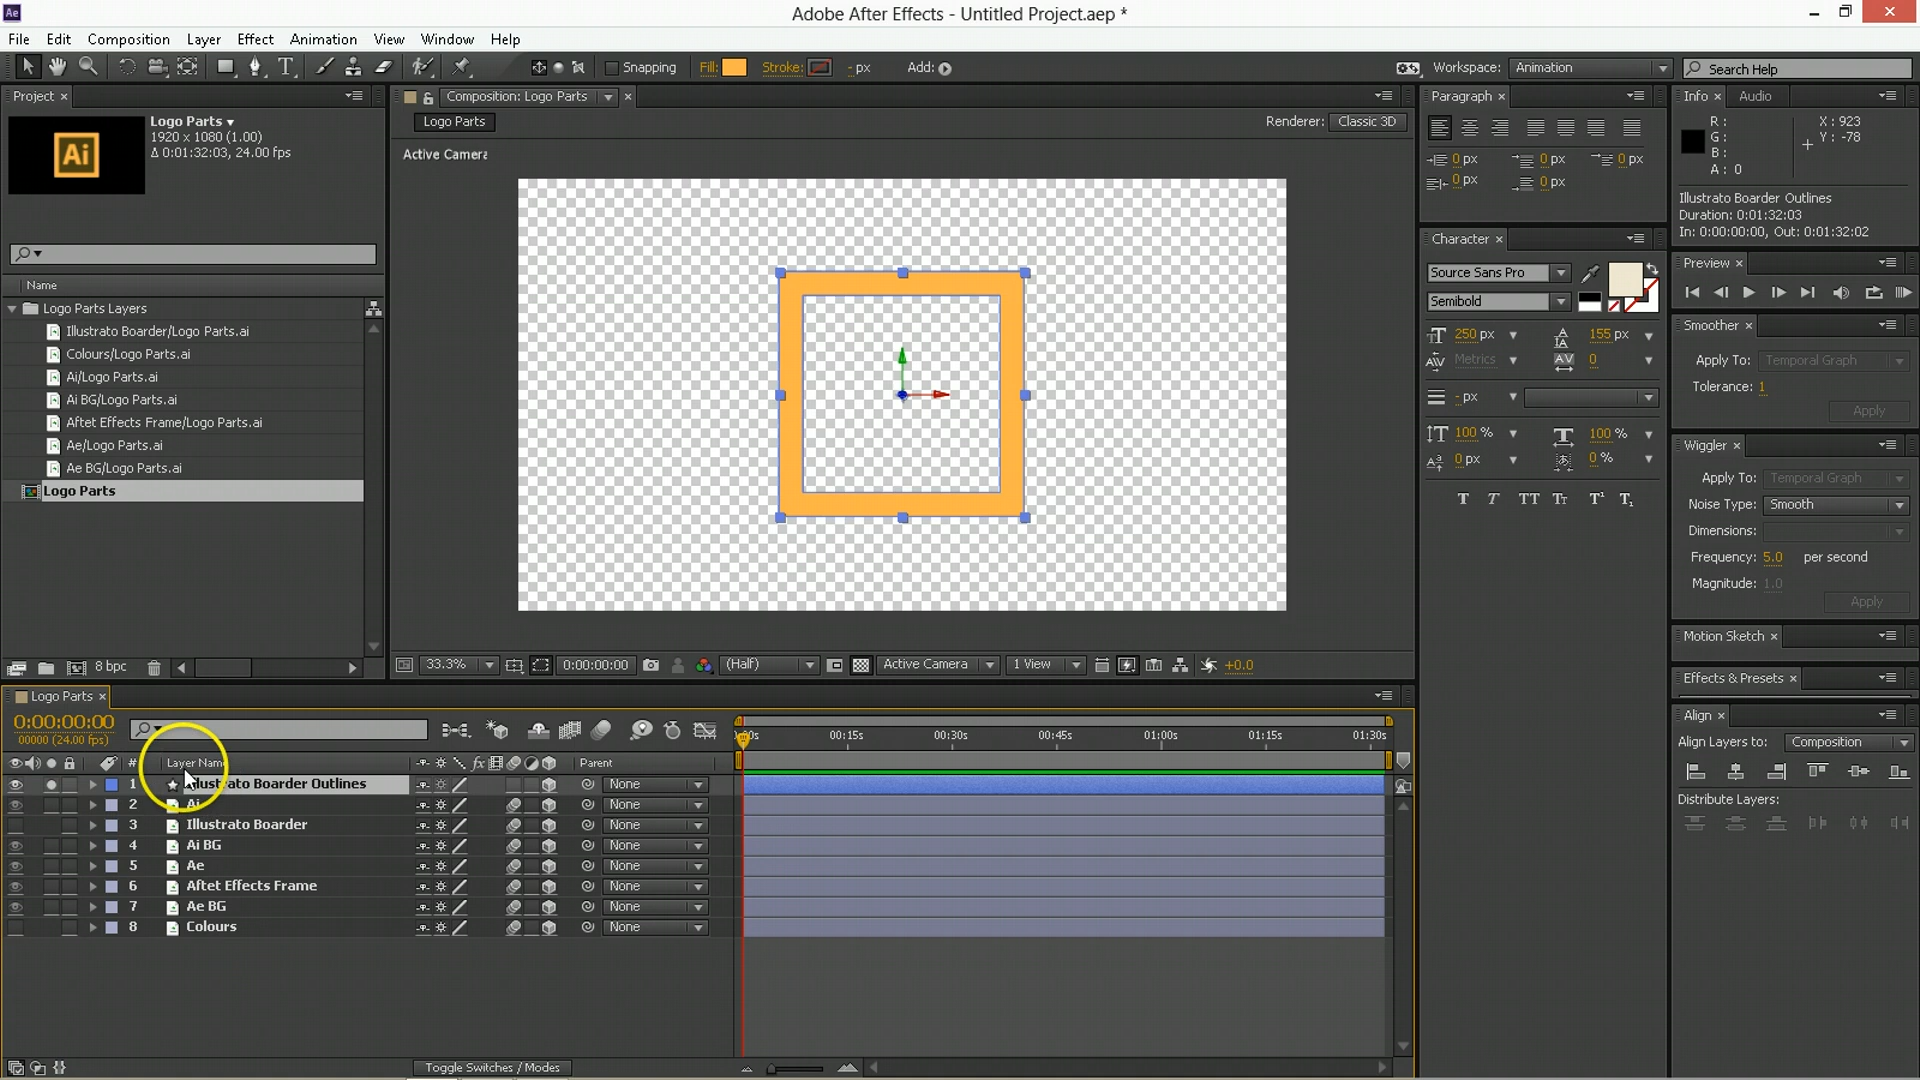 Ae
Adobe After Effects - Untitled Project.aep *
File Edit Composition Layer Effect Animation View Window Help
T Snapping Fill: Stroke: - px Add: Workspace: Animation Search Help
Project ×
Logo Parts
1920 x 1080 (1.00)
Δ 0:01:32:03, 24.00 fps
Ai
Name
Logo Parts Layers
Illustrato Boarder/Logo Parts.ai
Colours/Logo Parts.ai
Ai/Logo Parts.ai
Ai BG/Logo Parts.ai
Aftet Effects Frame/Logo Parts.ai
Ae/Logo Parts.ai
Ae BG/Logo Parts.ai
Logo Parts
8 bpc
Composition: Logo Parts ×
Logo Parts
Renderer: Classic 3D
Active Camera
33.3% 0:00:00:00 (Half) Active Camera 1 View +0.0
Paragraph ×
0 px 0 px 0 px
0 px 0 px
Character ×
Source Sans Pro
Semibold
250 px 155 px
Metrics 0
- px
100 % 100 %
0 px 0 %
T T TT Tт T¹ T₁
Info × Audio
R : X : 923
G : Y : -78
B :
A : 0
Illustrato Boarder Outlines
Duration: 0:01:32:03
In: 0:00:00:00, Out: 0:01:32:02
Preview ×
Smoother ×
Apply To: Temporal Graph
Tolerance: 1
Apply
Wiggler ×
Apply To: Temporal Graph
Noise Type: Smooth
Dimensions:
Frequency: 5.0 per second
Magnitude: 1.0
Apply
Motion Sketch ×
Effects & Presets ×
Align ×
Align Layers to: Composition
Distribute Layers:
Logo Parts ×
0:00:00:00
00000 (24.00 fps)
00:15s 00:30s 00:45s 01:00s 01:15s 01:30s
# Layer Name fx Parent
1 Illustrato Boarder Outlines None
2 Ai None
3 Illustrato Boarder None
4 Ai BG None
5 Ae None
6 Aftet Effects Frame None
7 Ae BG None
8 Colours None
Toggle Switches / Modes